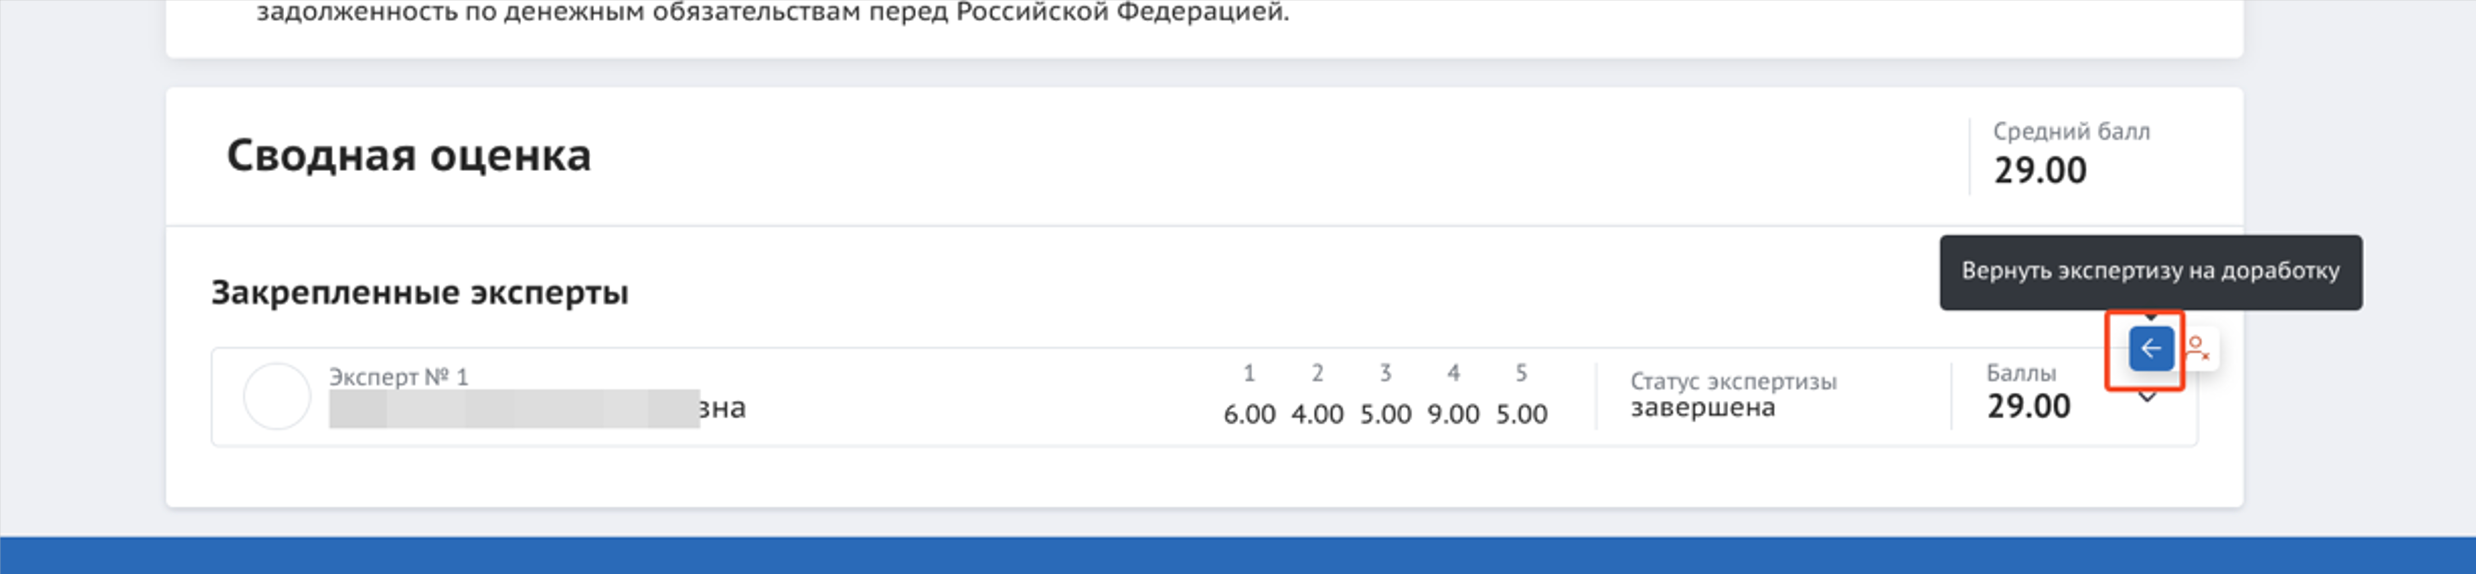 задолженность по денежным обязательствам перед Российской Федерацией.
Сводная оценка
Средний балл
29.00
Вернуть экспертизу на доработку
Закрепленные эксперты
Эксперт № 1
вна
1 2 3 4 5
6.00 4.00 5.00 9.00 5.00
Статус экспертизы
завершена
Баллы
29.00